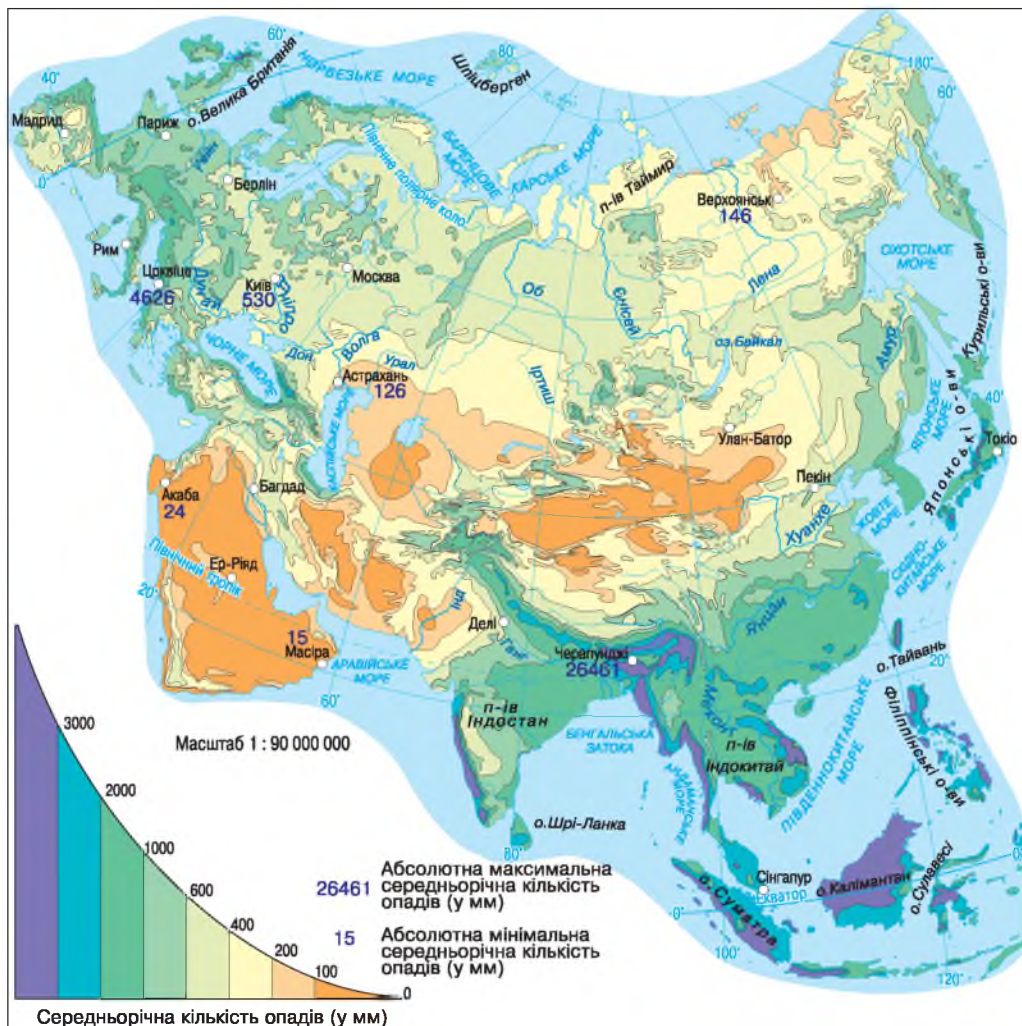 40°
60°
80°
180°
160°
НОРВЕЗЬКЕ МОРЕ
Шпіцберген
о.Велика Британія
Мадрид
Париж
0°
Рейн
Берлін
Північне полярне коло
БАРЕНЦОВЕ
МОРЕ
КАРСЬКЕ МОРЕ
п-ів Таймир
Верхоянськ
146
Рим
Црквіце
4626
Дунай
Київ
530
Дніпро
Москва
Об
Єнісей
Лена
ОХОТСЬКЕ
МОРЕ
Курильські о-ви
ЧОРНЕ МОРЕ
Дон
Волга
Урал
Астрахань
126
КАСПІЙСЬКЕ МОРЕ
Іртиш
оз.Байкал
Амур
ЯПОНСЬКЕ
МОРЕ
Японські о-ви
40°
Токіо
Улан-Батор
Пекін
Хуанхе
ЖОВТЕ
МОРЕ
СХІДНО-
КИТАЙСЬКЕ
МОРЕ
Акаба
24
Багдад
Північний тропік
Ер-Ріяд
20°
15
Масіра
АРАВІЙСЬКЕ
МОРЕ
60°
Інд
Делі
Ганг
Черапунджі
26461
Янцзи
о.Тайвань
20°
п-ів
Індостан
БЕНГАЛЬСЬКА
ЗАТОКА
Меконг
п-ів
Індокитай
АНДАМАНСЬКЕ
МОРЕ
ПІВДЕННОКИТАЙСЬКЕ
МОРЕ
Філіппінські о-ви
о.Шрі-Ланка
80°
Сінгапур
Екватор
о.Калімантан
о.Сулавесі
0°
о.Суматра
0°
100°
120°
Масштаб 1 : 90 000 000
3000
2000
1000
600
400
200
100
0
Середньорічна кількість опадів (у мм)
26461
Абсолютна максимальна
середньорічна кількість
опадів (у мм)
15
Абсолютна мінімальна
середньорічна кількість
опадів (у мм)